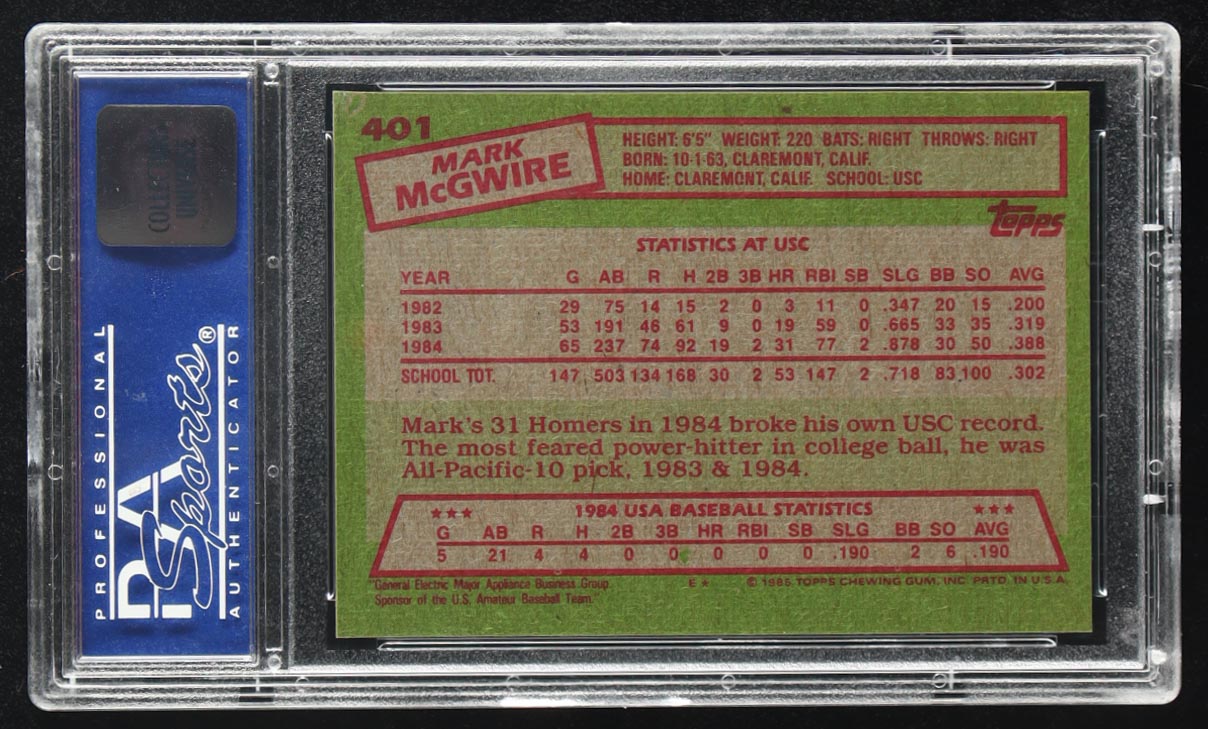 401
MARK
McGWIRE
HEIGHT: 6'5" WEIGHT: 220 BATS: RIGHT THROWS: RIGHT
BORN: 10-1-63, CLAREMONT, CALIF.
HOME: CLAREMONT, CALIF. SCHOOL: USC
Topps
STATISTICS AT USC
YEAR G AB R H 2B 3B HR RBI SB SLG BB SO AVG
1982 29 75 14 15 2 0 3 11 0 .347 20 15 .200
1983 53 191 46 61 9 0 19 59 0 .665 33 35 .319
1984 65 237 74 92 19 2 31 77 2 .878 30 50 .388
SCHOOL TOT. 147 503 134 168 30 2 53 147 2 .718 83 100 .302
Mark's 31 Homers in 1984 broke his own USC record.
The most feared power-hitter in college ball, he was
All-Pacific-10 pick, 1983 & 1984.
★★★ 1984 USA BASEBALL STATISTICS ★★★
G AB R H 2B 3B HR RBI SB SLG BB SO AVG
5 21 4 4 0 0 0 0 0 .190 2 6 .190
"General Electric Major Appliance Business Group. E★ © 1985 TOPPS CHEWING GUM, INC. PRTD. IN U.S.A.
Sponsor of the U.S. Amateur Baseball Team."
PROFESSIONAL
PSA
Sports®
AUTHENTICATOR
COLLECTORS
UNIVERSE